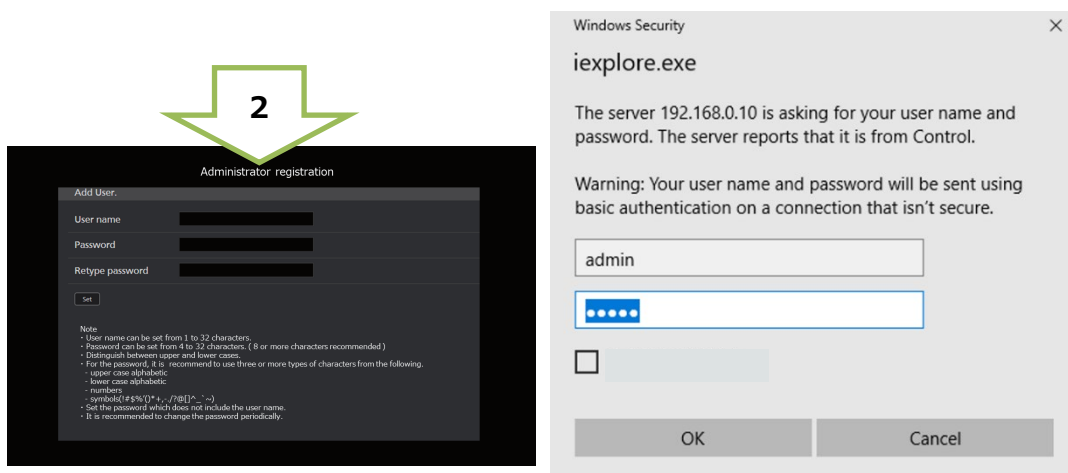 2
Administrator registration
Add User.
User name
Password
Retype password
Set
Note
・User name can be set from 1 to 32 characters.
・Password can be set from 4 to 32 characters. ( 8 or more characters recommended )
・Distinguish between upper and lower cases.
・For the password, it is recommend to use three or more types of characters from the following.
- upper case alphabetic
- lower case alphabetic
- numbers
- symbols(!#$%'()*+,-./?@[]^_`~)
・Set the password which does not include the user name.
・It is recommended to change the password periodically.
Windows Security
iexplore.exe
The server 192.168.0.10 is asking for your user name and
password. The server reports that it is from Control.
Warning: Your user name and password will be sent using
basic authentication on a connection that isn't secure.
admin
•••••
OK
Cancel